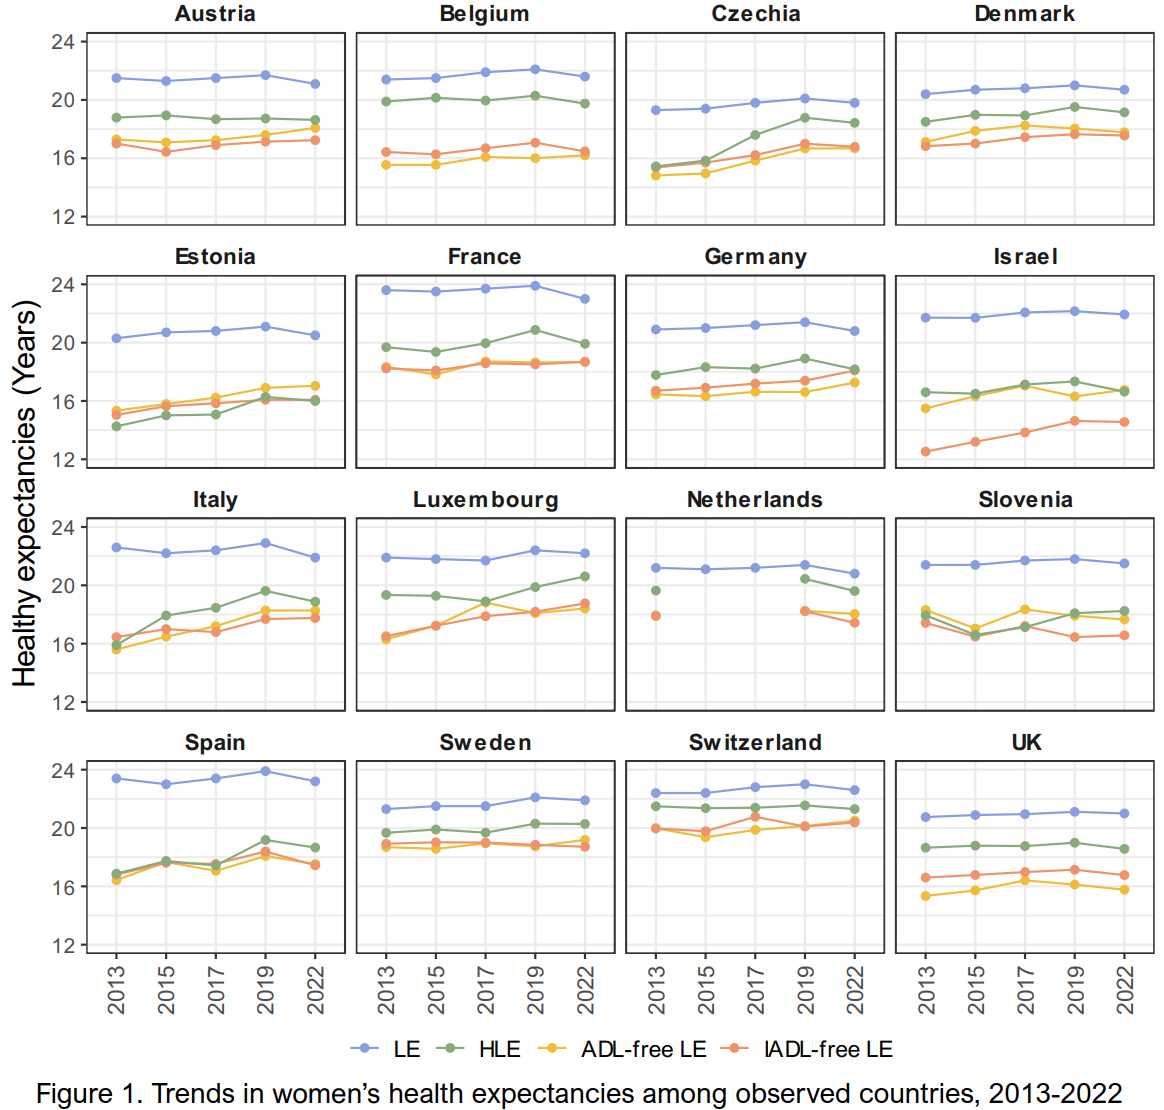 Austria Belgium Czechia Denmark
24
20
16
12
Estonia France Germany Israel
24
20
16
12
Italy Luxembourg Netherlands Slovenia
24
20
16
12
Spain Sweden Switzerland UK
24
20
16
12
Healthy expectancies (Years)
2013 2015 2017 2019 2022 2013 2015 2017 2019 2022 2013 2015 2017 2019 2022 2013 2015 2017 2019 2022
LE HLE ADL-free LE IADL-free LE
Figure 1. Trends in women’s health expectancies among observed countries, 2013-2022